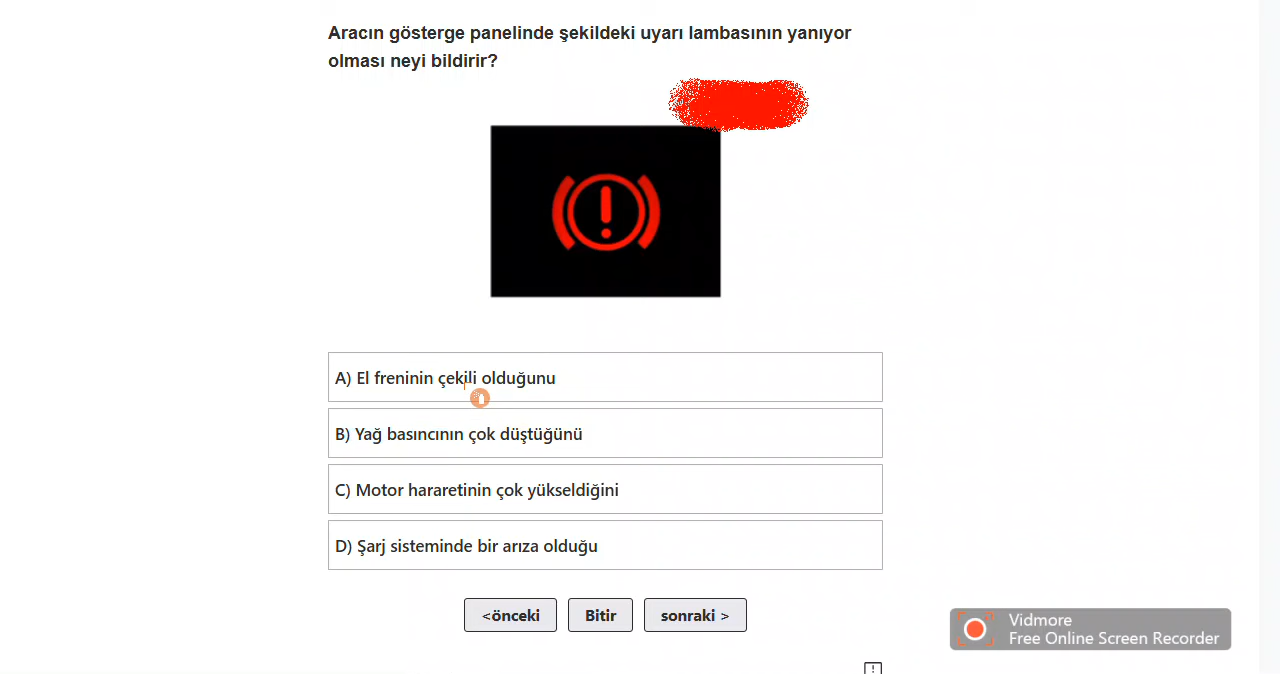 Aracın gösterge panelinde şekildeki uyarı lambasının yanıyor
olması neyi bildirir?
A) El freninin çekili olduğunu
B) Yağ basıncının çok düştüğünü
C) Motor hararetinin çok yükseldiğini
D) Şarj sisteminde bir arıza olduğu
<önceki
Bitir
sonraki >
Vidmore
Free Online Screen Recorder